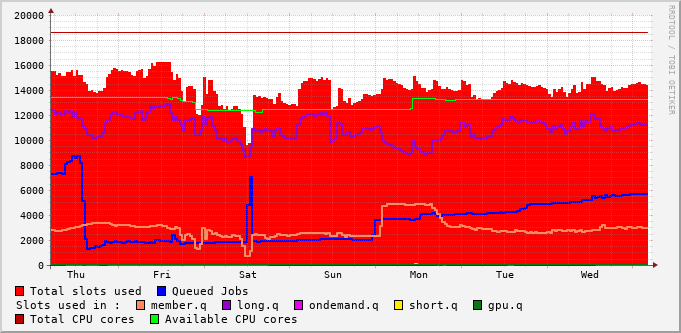 20000
18000
16000
14000
12000
10000
8000
6000
4000
2000
0
Thu Fri Sat Sun Mon Tue Wed
Total slots used Queued Jobs
Slots used in : member.q long.q ondemand.q short.q gpu.q
Total CPU cores Available CPU cores
RRDTOOL / TOBI OETIKER